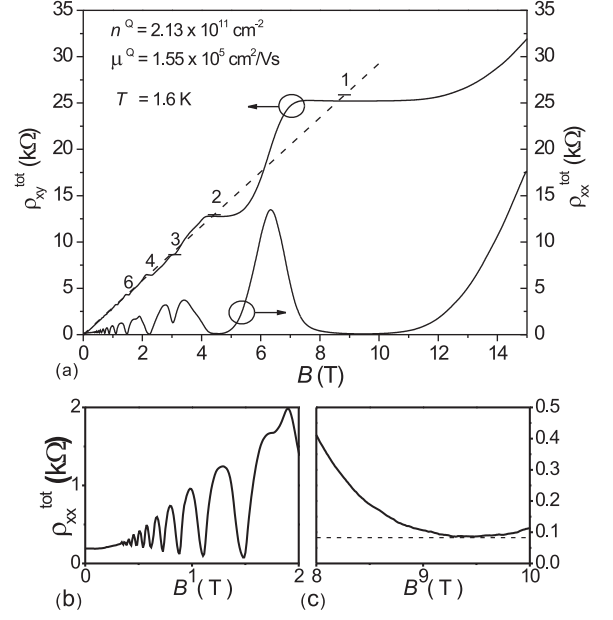 n^Q = 2.13 x 10^11 cm^-2
μ^Q = 1.55 x 10^5 cm^2/Vs
T = 1.6 K
ρ_xy^tot (kΩ)
35
30
25
20
15
10
5
0
1
2
3
4
6
35
30
25
20
15
10
5
0
ρ_xx^tot (kΩ)
0 2 4 6 8 10 12 14
(a)
B (T)
ρ_xx^tot (kΩ)
2
1
0
0 1 2
B (T)
(b)
0.5
0.4
0.3
0.2
0.1
0.0
8 9 10
B (T)
(c)